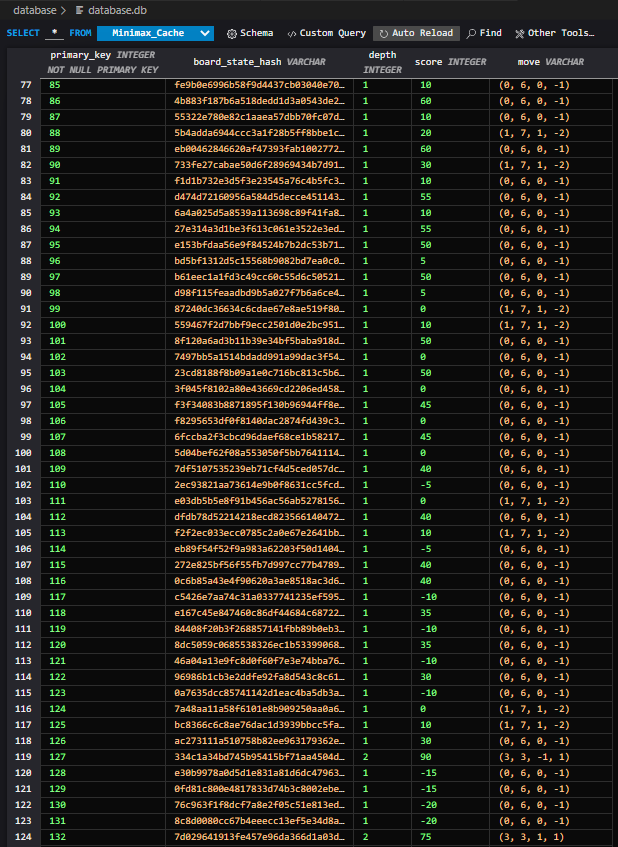 database > database.db
SELECT * FROM Minimax_Cache Schema Custom Query Auto Reload Find Other Tools…
primary_key INTEGER NOT NULL PRIMARY KEY board_state_hash VARCHAR depth INTEGER score INTEGER move VARCHAR
77 85 fe9b0e6996b58f9d4437cb03040e70… 1 10 (0, 6, 0, -1)
78 86 4b883f187b6a518dedd1d3a0543de2… 1 60 (0, 6, 0, -1)
79 87 55322e780e82c1aaea57dbb70fc07d… 1 10 (0, 6, 0, -1)
80 88 5b4adda6944ccc3a1f28b5ff8bbe1c… 1 20 (1, 7, 1, -2)
81 89 eb00462846620af47393fab1002772… 1 60 (0, 6, 0, -1)
82 90 733fe27cabae50d6f28969434b7d91… 1 30 (1, 7, 1, -2)
83 91 f1d1b732e3d5f3e23545a76c4b5fc3… 1 10 (0, 6, 0, -1)
84 92 d474d72160956a584d5decce451143… 1 55 (0, 6, 0, -1)
85 93 6a4a025d5a8539a113698c89f41fa8… 1 10 (0, 6, 0, -1)
86 94 27e314a3d1be3f613c061e3522e3ed… 1 55 (0, 6, 0, -1)
87 95 e153bfdaa56e9f84524b7b2dc53b71… 1 50 (0, 6, 0, -1)
88 96 bd5bf1312d5c15568b9082bd7ea0c0… 1 5 (0, 6, 0, -1)
89 97 b61eec1a1fd3c49cc60c55d6c50521… 1 50 (0, 6, 0, -1)
90 98 d98f115feaadbd9b5a027f7b6a6ce4… 1 5 (0, 6, 0, -1)
91 99 87240dc36634c6cdae67e8ae519f80… 1 0 (1, 7, 1, -2)
92 100 559467f2d7bbf9ecc2501d0e2bc951… 1 10 (1, 7, 1, -2)
93 101 8f120a6ad3b11b39e34bf5baba918d… 1 50 (0, 6, 0, -1)
94 102 7497bb5a1514bdadd991a99dac3f54… 1 0 (0, 6, 0, -1)
95 103 23cd8188f8b09a1e0c716bc813c5b6… 1 50 (0, 6, 0, -1)
96 104 3f045f8102a80e43669cd2206ed458… 1 0 (0, 6, 0, -1)
97 105 f3f34083b8871895f130b96944ff8e… 1 45 (0, 6, 0, -1)
98 106 f8295653df0f8140dac2874fd439c3… 1 0 (0, 6, 0, -1)
99 107 6fccba2f3cbcd96daef68ce1b58217… 1 45 (0, 6, 0, -1)
100 108 5d04bef62f08a553050f5bb7641114… 1 0 (0, 6, 0, -1)
101 109 7df5107535239eb71cf4d5ced057dc… 1 40 (0, 6, 0, -1)
102 110 2ec93821aa73614e9b0f8631cc5fcd… 1 -5 (0, 6, 0, -1)
103 111 e03db5b5e8f91b456ac56ab5278156… 1 0 (1, 7, 1, -2)
104 112 dfdb78d52214218ecd823566140472… 1 40 (0, 6, 0, -1)
105 113 f2f2ec033ecc0785c2a0e67e2641bb… 1 10 (1, 7, 1, -2)
106 114 eb89f54f52f9a983a62203f50d1404… 1 -5 (0, 6, 0, -1)
107 115 272e825bf56f55fb7d997cc77b4789… 1 40 (0, 6, 0, -1)
108 116 0c6b85a43e4f90620a3ae8518ac3d6… 1 40 (0, 6, 0, -1)
109 117 c5426e7aa74c31a0337741235ef595… 1 -10 (0, 6, 0, -1)
110 118 e167c45e847460c86df44684c68722… 1 35 (0, 6, 0, -1)
111 119 84408f20b3f268857141fbb89b0eb3… 1 -10 (0, 6, 0, -1)
112 120 8dc5059c0685538326ec1b53399068… 1 35 (0, 6, 0, -1)
113 121 46a04a13e9fc8d0f60f7e3e74bba76… 1 -10 (0, 6, 0, -1)
114 122 96986b1cb3e2ddfe92fa8d543c8c61… 1 30 (0, 6, 0, -1)
115 123 0a7635dcc85741142d1eac4ba5db3a… 1 -10 (0, 6, 0, -1)
116 124 7a48aa11a58f6101e8b909250aa0a6… 1 0 (1, 7, 1, -2)
117 125 bc8366c6c8ae76dac1d3939bbcc5fa… 1 10 (1, 7, 1, -2)
118 126 ac273111a510758b82ee963179362e… 1 30 (0, 6, 0, -1)
119 127 334c1a34bd745b95415bf71aa4504d… 2 90 (3, 3, -1, 1)
120 128 e30b9978a0d5d1e831a81d6dc47963… 1 -15 (0, 6, 0, -1)
121 129 0fd81c800e4817833d74b3c8002ebe… 1 -15 (0, 6, 0, -1)
122 130 76c963f1f8dcf7a8e2f05c51e813ed… 1 -20 (0, 6, 0, -1)
123 131 8c8d0080cc67b4eeecc13ef5e34d8a… 1 -20 (0, 6, 0, -1)
124 132 7d029641913fe457e96da366d1a03d… 2 75 (3, 3, 1, 1)